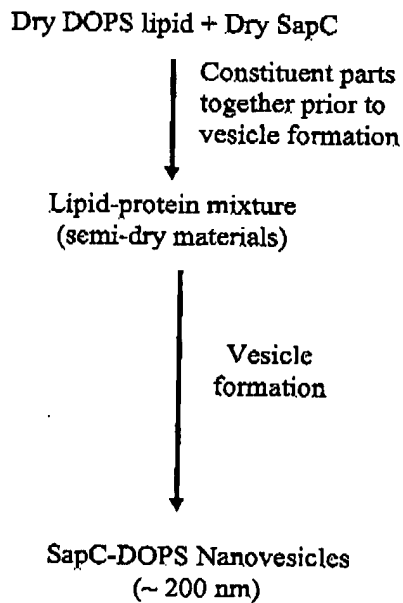 Dry DOPS lipid + Dry SapC
Constituent parts
together prior to
vesicle formation
Lipid-protein mixture
(semi-dry materials)
Vesicle
formation
SapC-DOPS Nanovesicles
(~ 200 nm)